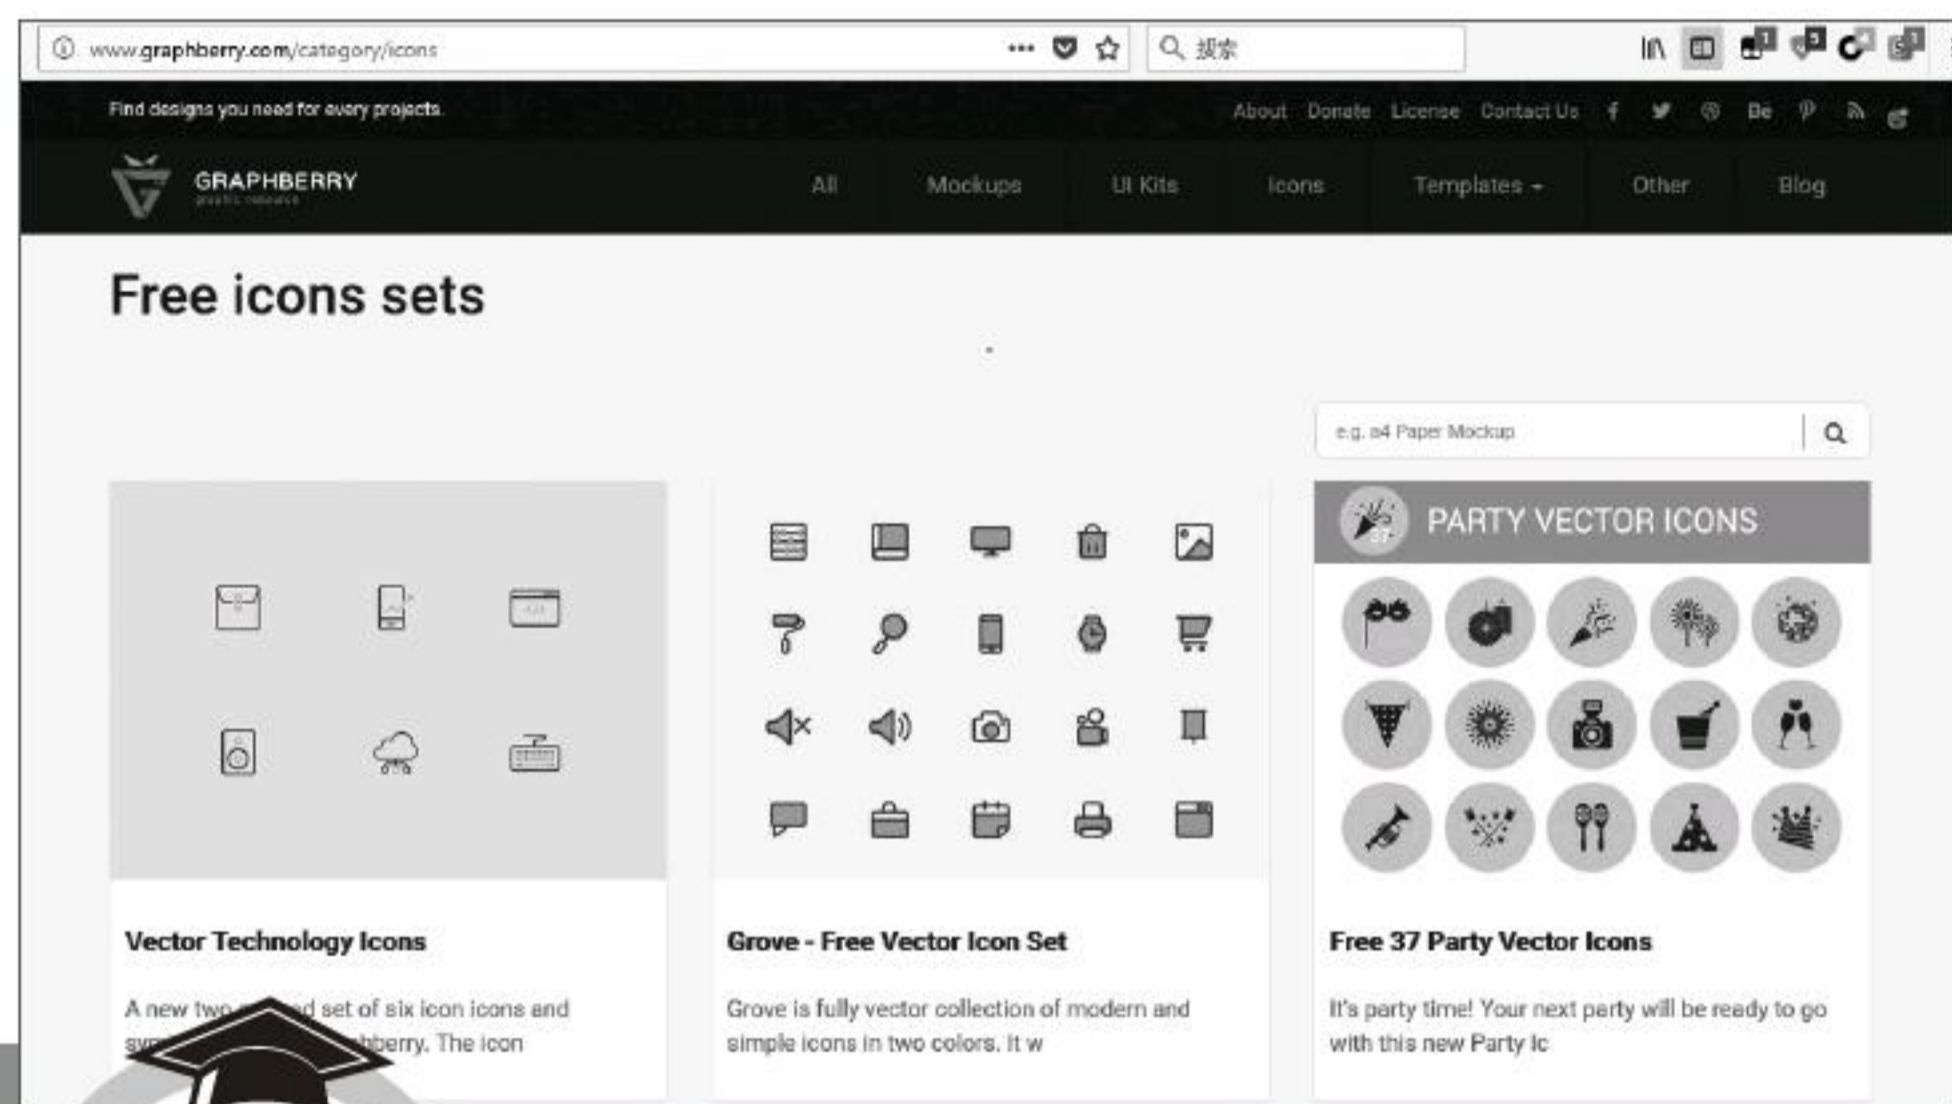 www.graphberry.com/category/icons
搜索
Find designs you need for every projects.
About Donate License Contact Us
GRAPHBERRY
graphic resource
All Mockups UI Kits Icons Templates Other Blog
Free icons sets
e.g. a4 Paper Mockup
PARTY VECTOR ICONS
37
Vector Technology Icons
A new two set of six icon icons and
The icon
Grove - Free Vector Icon Set
Grove is fully vector collection of modern and
simple icons in two colors. It w
Free 37 Party Vector Icons
It's party time! Your next party will be ready to go
with this new Party Ic